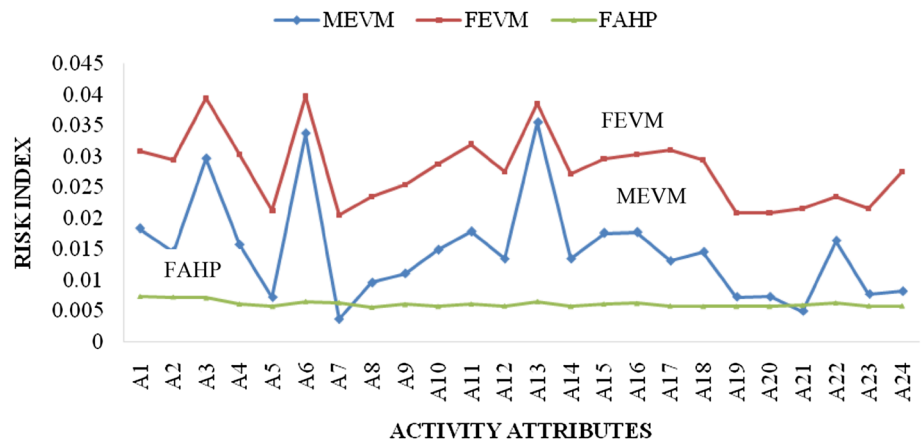 MEVM FEVM FAHP
0.045
0.04
0.035
0.03
0.025
0.02
0.015
0.01
0.005
0
RISK INDEX
FEVM
MEVM
FAHP
A1 A2 A3 A4 A5 A6 A7 A8 A9 A10 A11 A12 A13 A14 A15 A16 A17 A18 A19 A20 A21 A22 A23 A24
ACTIVITY ATTRIBUTES